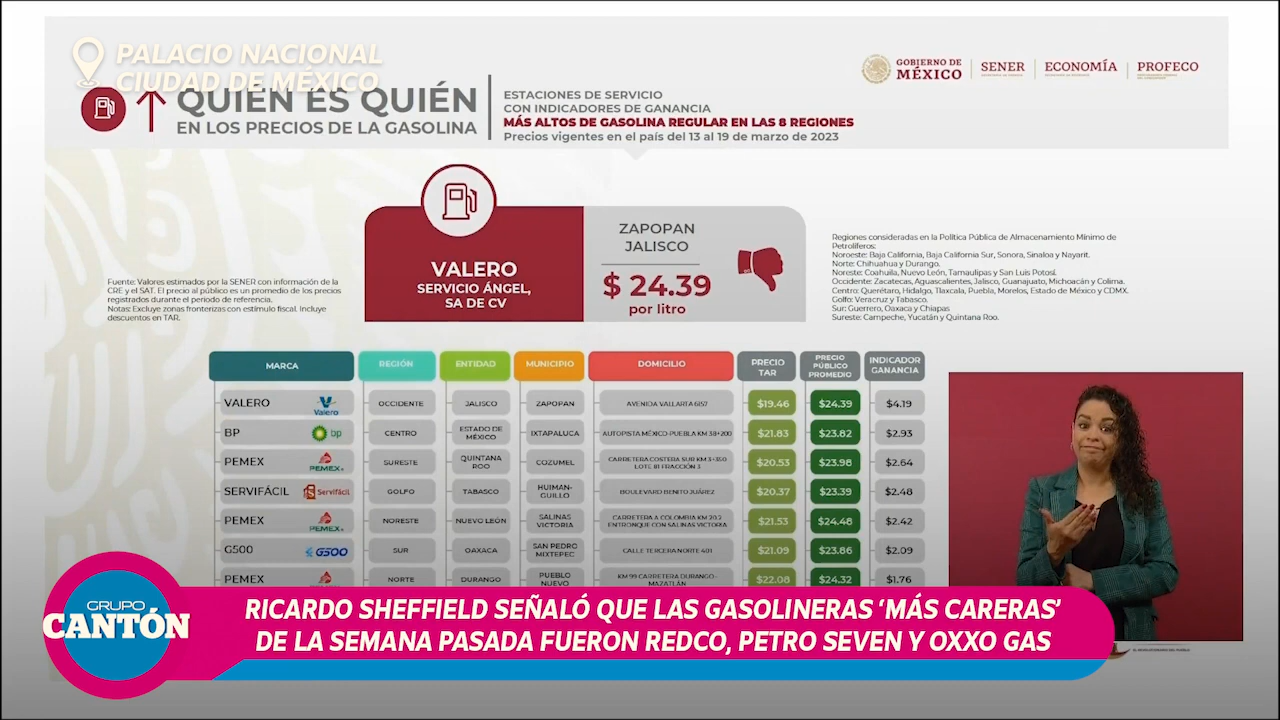 PALACIO NACIONAL
CIUDAD DE MÉXICO
QUIÉN ES QUIÉN
EN LOS PRECIOS DE LA GASOLINA
ESTACIONES DE SERVICIO
CON INDICADORES DE GANANCIA
MÁS ALTOS DE GASOLINA REGULAR EN LAS 8 REGIONES
Precios vigentes en el país del 13 al 19 de marzo de 2023
GOBIERNO DE
MÉXICO
SENER
ECONOMÍA
PROFECO
VALERO
SERVICIO ÁNGEL,
SA DE CV
ZAPOPAN
JALISCO
$ 24.39
por litro
Fuente: Valores estimados por la SENER con información de la
CRE y el SAT. El precio al público es un promedio de los precios
registrados durante el periodo de referencia.
Notas: Excluye zonas fronterizas con estímulo fiscal. Incluye
descuentos en TAR.
Regiones consideradas en la Política Pública de Almacenamiento Mínimo de
Petrolíferos:
Noroeste: Baja California, Baja California Sur, Sonora, Sinaloa y Nayarit.
Norte: Chihuahua y Durango.
Noreste: Coahuila, Nuevo León, Tamaulipas y San Luis Potosí.
Occidente: Zacatecas, Aguascalientes, Jalisco, Guanajuato, Michoacán y Colima.
Centro: Querétaro, Hidalgo, Tlaxcala, Puebla, Morelos, Estado de México y CDMX.
Golfo: Veracruz y Tabasco.
Sur: Guerrero, Oaxaca y Chiapas
Sureste: Campeche, Yucatán y Quintana Roo.
MARCA REGIÓN ENTIDAD MUNICIPIO DOMICILIO PRECIO TAR PRECIO PÚBLICO PROMEDIO INDICADOR GANANCIA
VALERO Valero OCCIDENTE JALISCO ZAPOPAN AVENIDA VALLARTA 6157 $19.46 $24.39 $4.19
BP bp CENTRO ESTADO DE MÉXICO IXTAPALUCA AUTOPISTA MÉXICO-PUEBLA KM 38+200 $21.83 $23.82 $2.93
PEMEX PEMEX SURESTE QUINTANA ROO COZUMEL CARRETERA COSTERA SUR KM 3+350 LOTE 81 FRACCIÓN 3 $20.53 $23.98 $2.64
SERVIFÁCIL Servifácil GOLFO TABASCO HUIMAN-GUILLO BOULEVARD BENITO JUÁREZ $20.37 $23.39 $2.48
PEMEX PEMEX NORESTE NUEVO LEÓN SALINAS VICTORIA CARRETERA A COLOMBIA KM 20.2 ENTRONQUE CON SALINAS VICTORIA $21.53 $24.48 $2.42
G500 G500 SUR OAXACA SAN PEDRO MIXTEPEC CALLE TERCERA NORTE 401 $21.09 $23.86 $2.09
PEMEX PEMEX NORTE DURANGO PUEBLO NUEVO KM 99 CARRETERA DURANGO - MAZATLÁN $22.08 $24.32 $1.76
GRUPO
CANTÓN
RICARDO SHEFFIELD SEÑALÓ QUE LAS GASOLINERAS ‘MÁS CARERAS’
DE LA SEMANA PASADA FUERON REDCO, PETRO SEVEN Y OXXO GAS